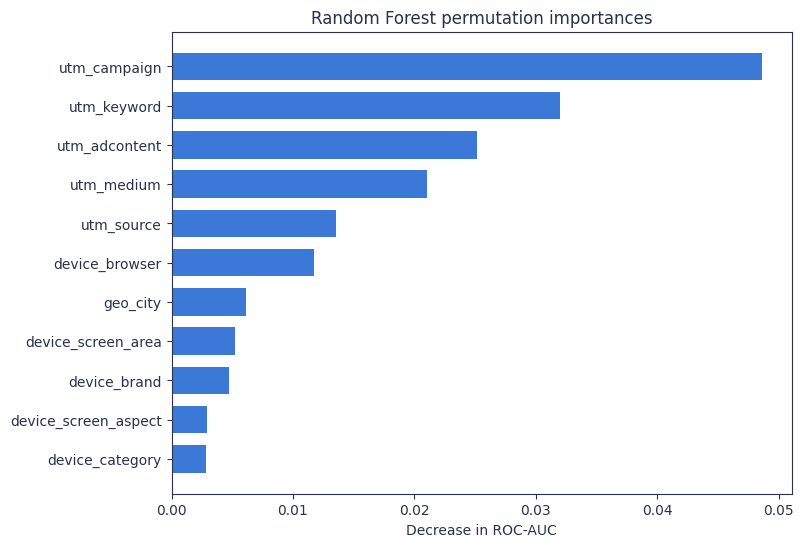 Random Forest permutation importances
utm_campaign
utm_keyword
utm_adcontent
utm_medium
utm_source
device_browser
geo_city
device_screen_area
device_brand
device_screen_aspect
device_category
0.00 0.01 0.02 0.03 0.04 0.05
Decrease in ROC-AUC